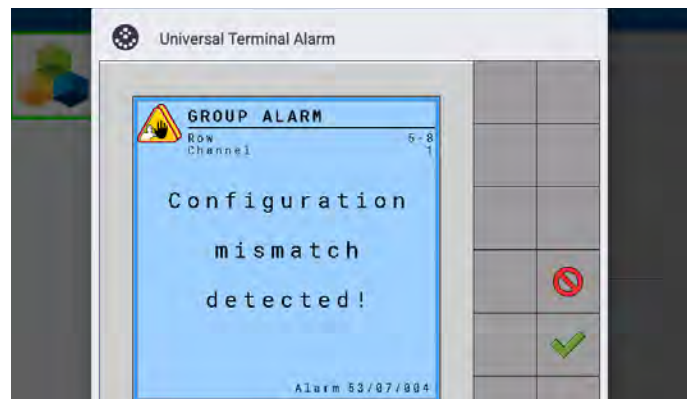 Universal Terminal Alarm
GROUP ALARM
Row 5-8
Channel 1
Configuration
mismatch
detected!
Alarm 53/07/004